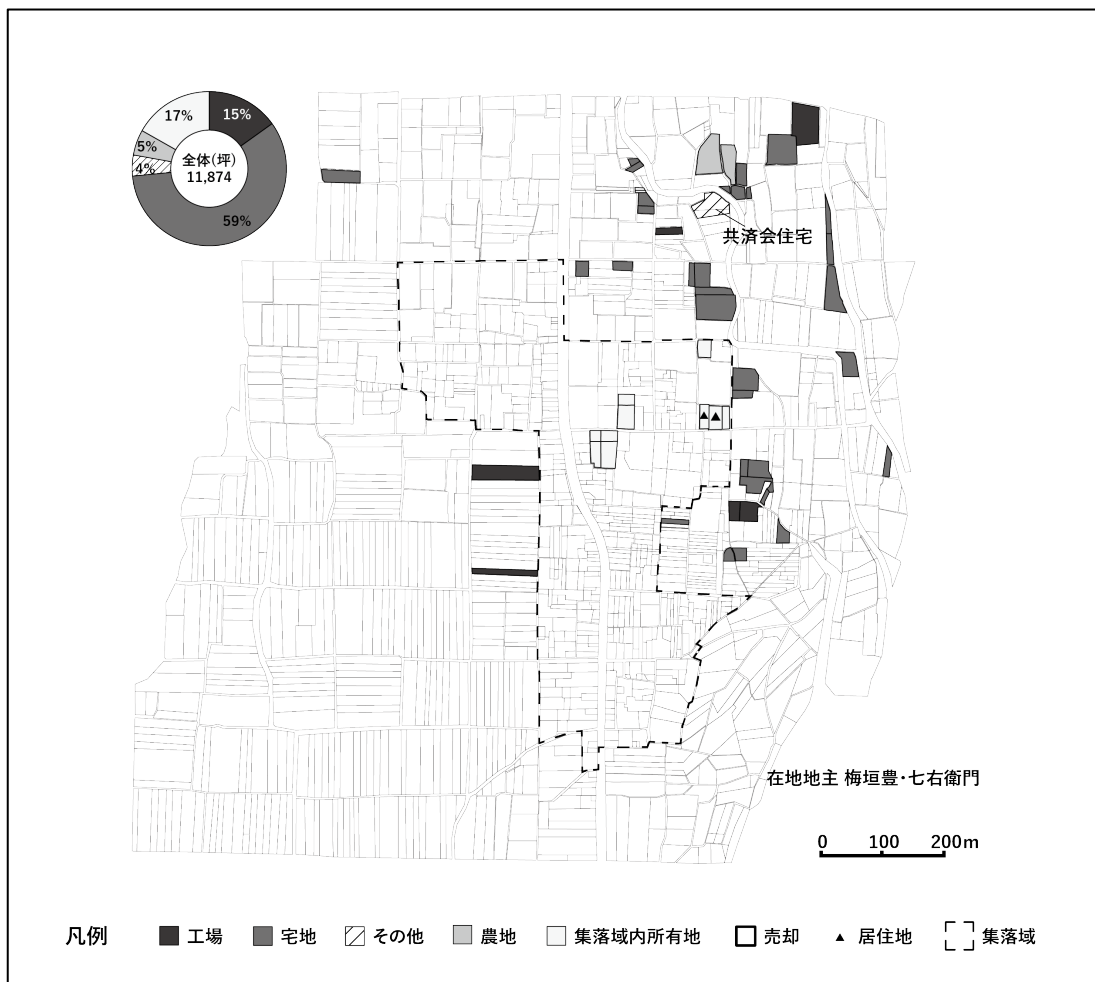 17%
15%
5%
4%
全体(坪)
11,874
59%
共済会住宅
在地地主 梅垣豊・七右衛門
0 100 200m
凡例 工場 宅地 その他 農地 集落域内所有地 売却 居住地 集落域